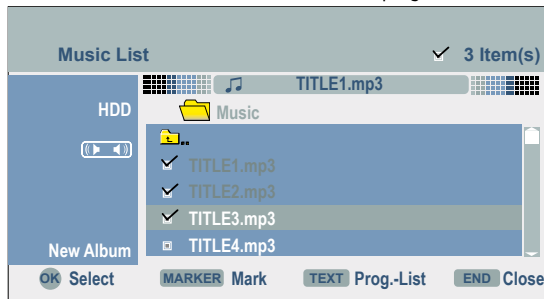 Music List 3 Item(s)
TITLE1.mp3
HDD
Music
..
TITLE1.mp3
TITLE2.mp3
TITLE3.mp3
New Album
TITLE4.mp3
OK Select MARKER Mark TEXT Prog.-List END Close